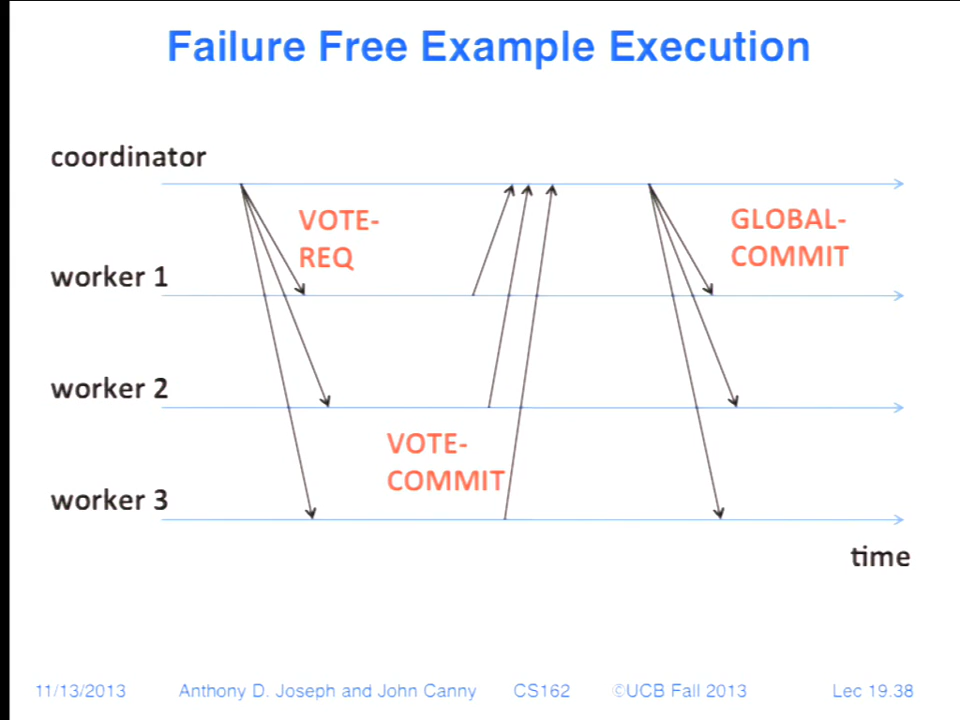 Failure Free Example Execution
coordinator
VOTE-
REQ
GLOBAL-
COMMIT
worker 1
worker 2
VOTE-
COMMIT
worker 3
time
11/13/2013 Anthony D. Joseph and John Canny CS162 ©UCB Fall 2013 Lec 19.38